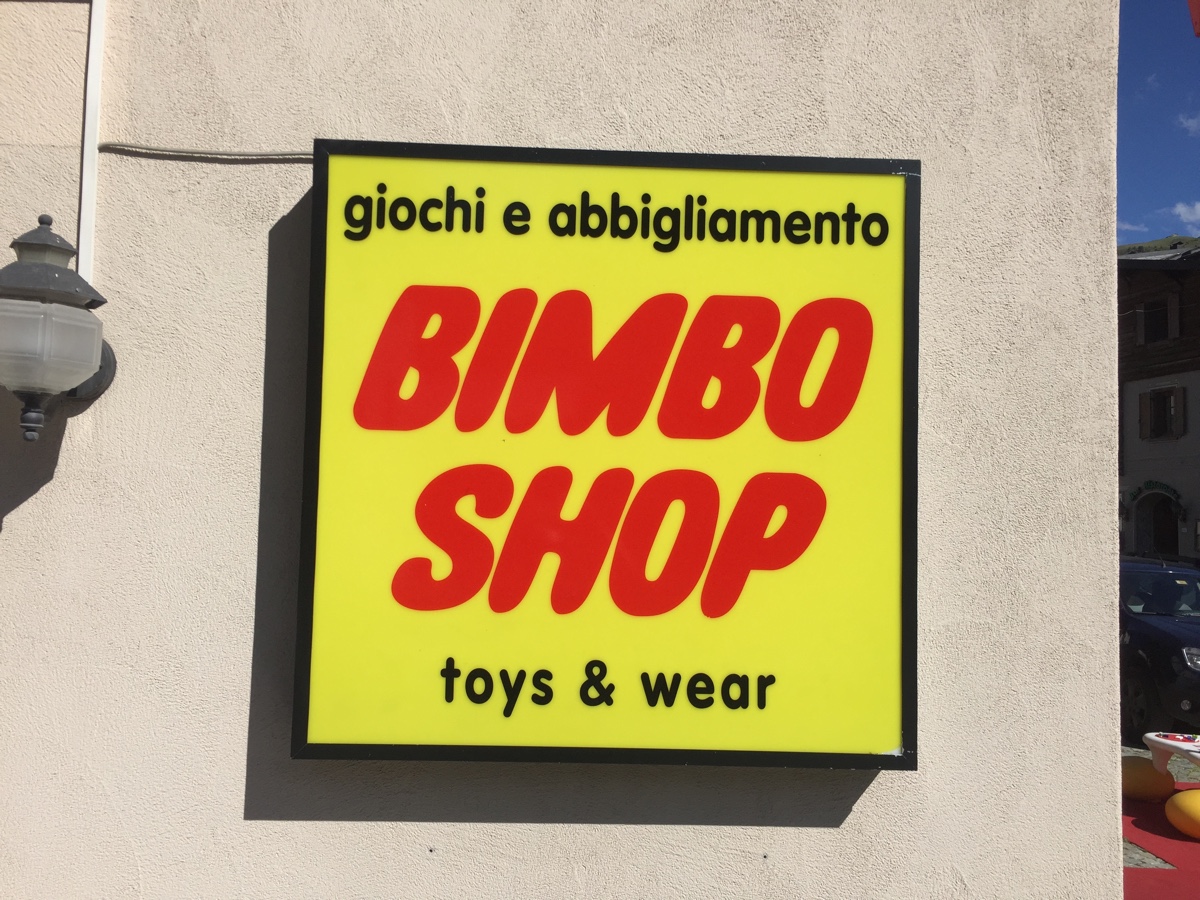 giochi e abbigliamento
BIMBO
SHOP
toys & wear